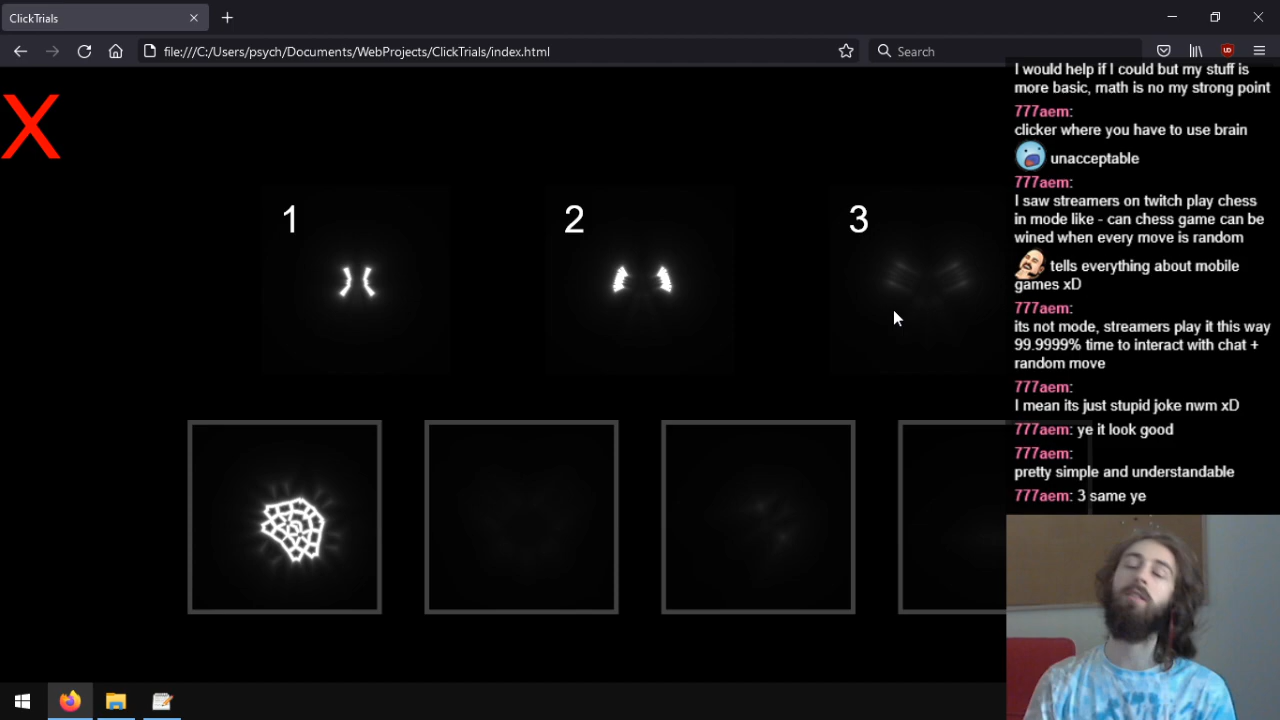 ClickTrials
file:///C:/Users/psych/Documents/WebProjects/ClickTrials/index.html
Search
X
1
2
3
I would help if I could but my stuff is
more basic, math is no my strong point
777aem:
clicker where you have to use brain
unacceptable
777aem:
I saw streamers on twitch play chess
in mode like - can chess game can be
wined when every move is random
tells everything about mobile
games xD
777aem:
its not mode, streamers play it this way
99.9999% time to interact with chat +
random move
777aem:
I mean its just stupid joke nwm xD
777aem: ye it look good
777aem:
pretty simple and understandable
777aem: 3 same ye